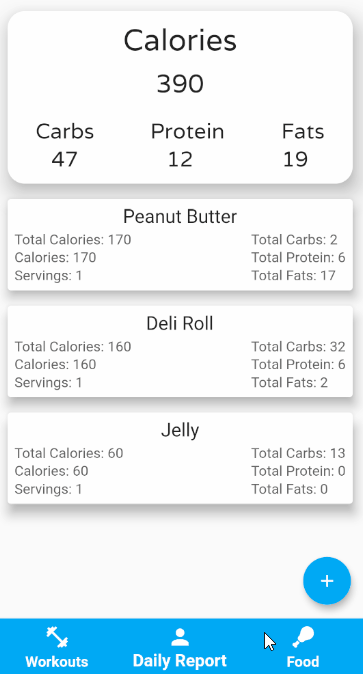 Calories
390
Carbs Protein Fats
47 12 19
Peanut Butter
Total Calories: 170 Total Carbs: 2
Calories: 170 Total Protein: 6
Servings: 1 Total Fats: 17
Deli Roll
Total Calories: 160 Total Carbs: 32
Calories: 160 Total Protein: 6
Servings: 1 Total Fats: 2
Jelly
Total Calories: 60 Total Carbs: 13
Calories: 60 Total Protein: 0
Servings: 1 Total Fats: 0
+
Workouts Daily Report Food